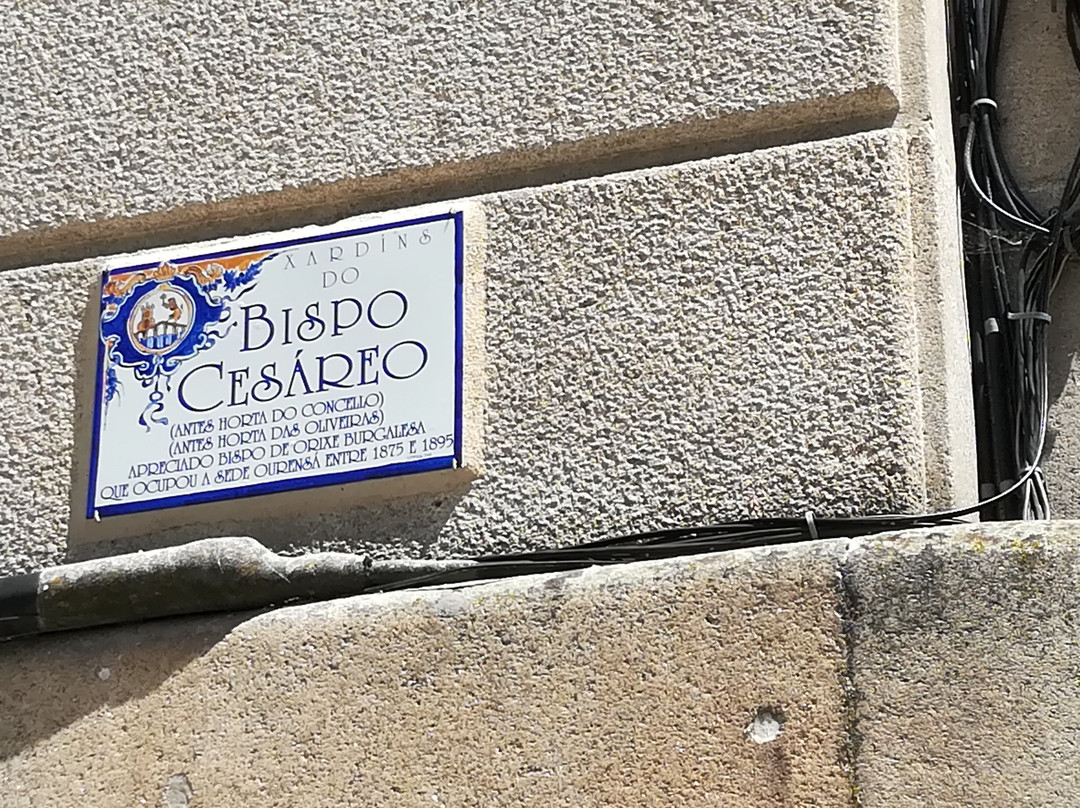 XARDÍNS
DO
BISPO
CESÁREO
(ANTES HORTA DO CONCELLO)
(ANTES HORTA DAS OLIVEIRAS)
APRECIADO BISPO DE ORIXE BURGALESA
QUE OCUPOU A SEDE OURENSÁ ENTRE 1875 E 1895